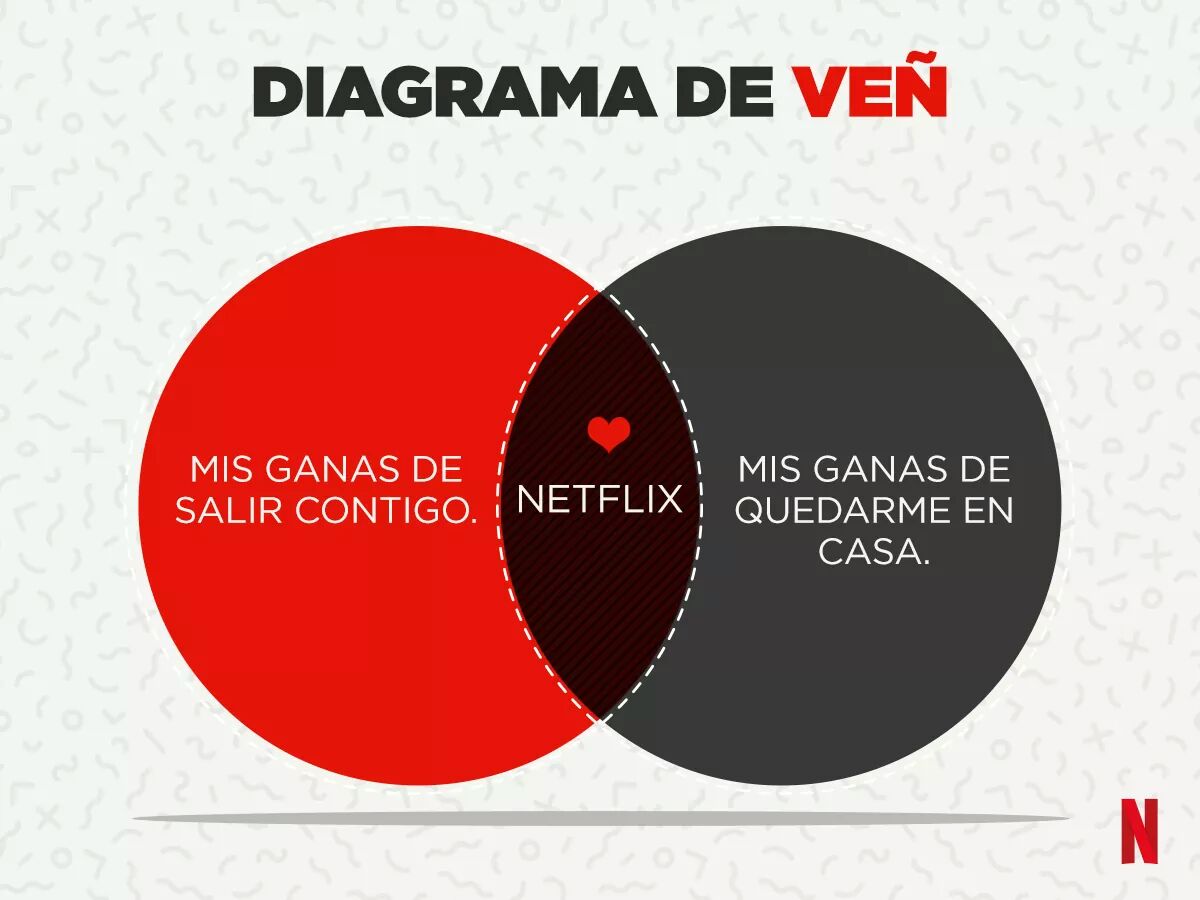 DIAGRAMA DE VEÑ
MIS GANAS DE
SALIR CONTIGO.
NETFLIX
MIS GANAS DE
QUEDARME EN
CASA.
N